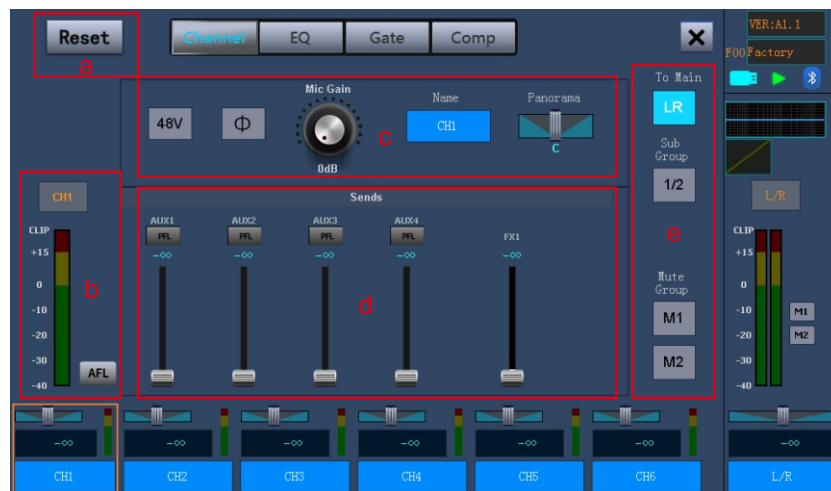 Reset
Channel
EQ
Gate
Comp
VER:A1.1
F00Factory
a
To Main
LR
Mic Gain
48V
Φ
0dB
c
Name
CH1
Panorama
C
Sub
Group
1/2
e
Mute
Group
M1
M2
CH1
CLIP
+15
0
-10
-20
-30
-40
b
AFL
Sends
AUX1
PFL
-∞
AUX2
PFL
-∞
AUX3
PFL
-∞
AUX4
PFL
-∞
FX1
-∞
d
L/R
CLIP
+15
0
-10
-20
-30
-40
M1
M2
-∞
-∞
-∞
-∞
-∞
-∞
-∞
CH1
CH2
CH3
CH4
CH5
CH6
L/R